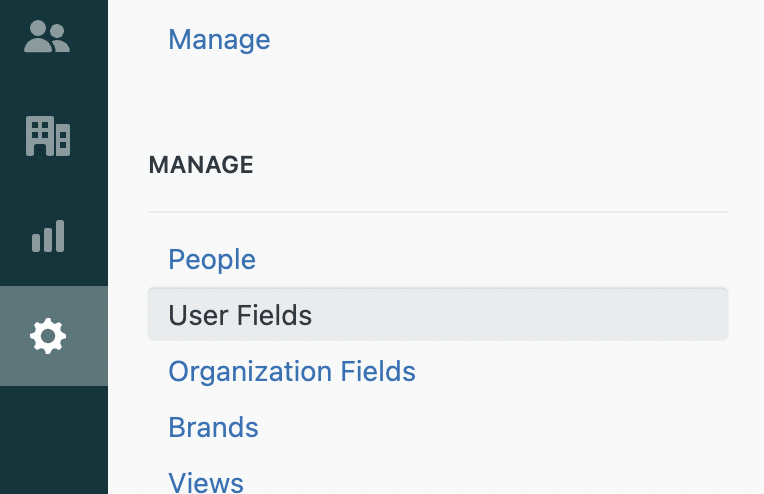 Manage
MANAGE
People
User Fields
Organization Fields
Brands
Views